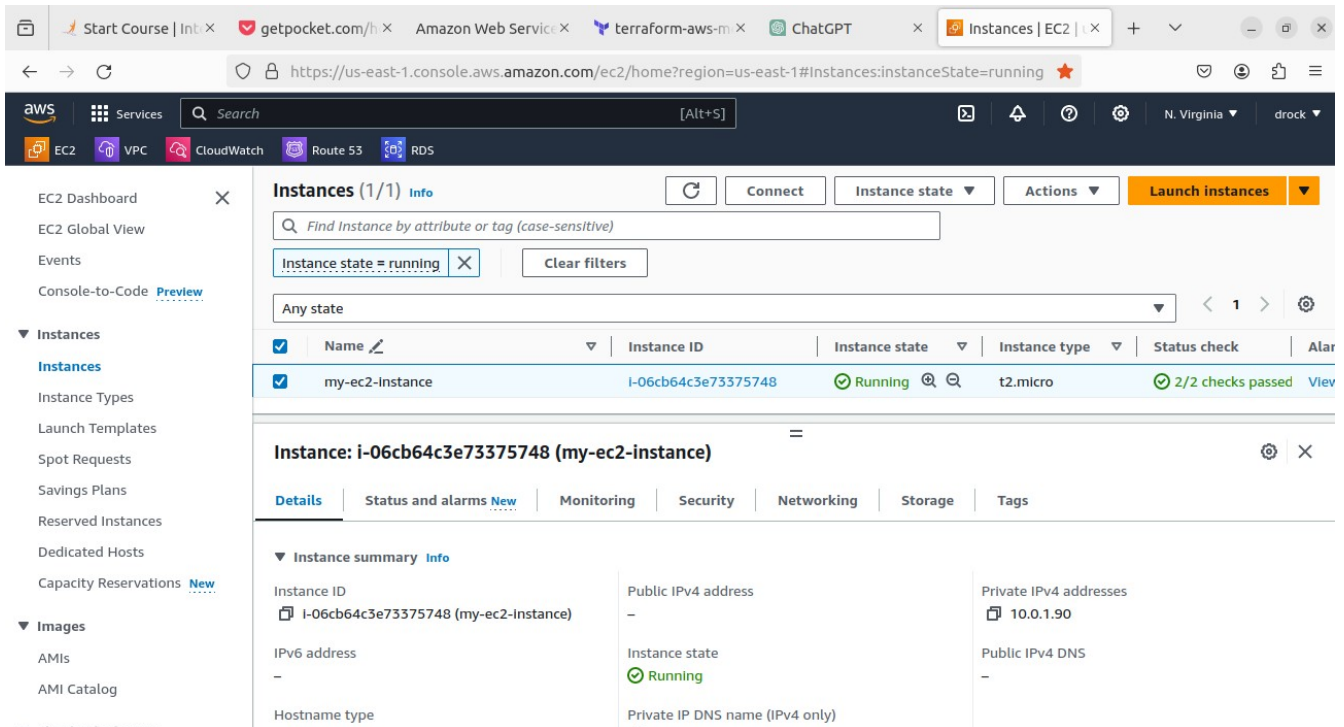 Start Course | Int
getpocket.com/h
Amazon Web Service
terraform-aws-m
ChatGPT
Instances | EC2 | u
https://us-east-1.console.aws.amazon.com/ec2/home?region=us-east-1#Instances:instanceState=running
aws
Services
Search
[Alt+S]
N. Virginia
drock
EC2
VPC
CloudWatch
Route 53
RDS
EC2 Dashboard
EC2 Global View
Events
Console-to-Code Preview
Instances
Instances
Instance Types
Launch Templates
Spot Requests
Savings Plans
Reserved Instances
Dedicated Hosts
Capacity Reservations New
Images
AMIs
AMI Catalog
Instances (1/1) Info
Connect
Instance state
Actions
Launch instances
Find Instance by attribute or tag (case-sensitive)
Instance state = running
Clear filters
Any state
1
Name
Instance ID
Instance state
Instance type
Status check
Alar
my-ec2-instance
i-06cb64c3e73375748
Running
t2.micro
2/2 checks passed
View
Instance: i-06cb64c3e73375748 (my-ec2-instance)
Details
Status and alarms New
Monitoring
Security
Networking
Storage
Tags
Instance summary Info
Instance ID
i-06cb64c3e73375748 (my-ec2-instance)
Public IPv4 address
–
Private IPv4 addresses
10.0.1.90
IPv6 address
–
Instance state
Running
Public IPv4 DNS
–
Hostname type
Private IP DNS name (IPv4 only)